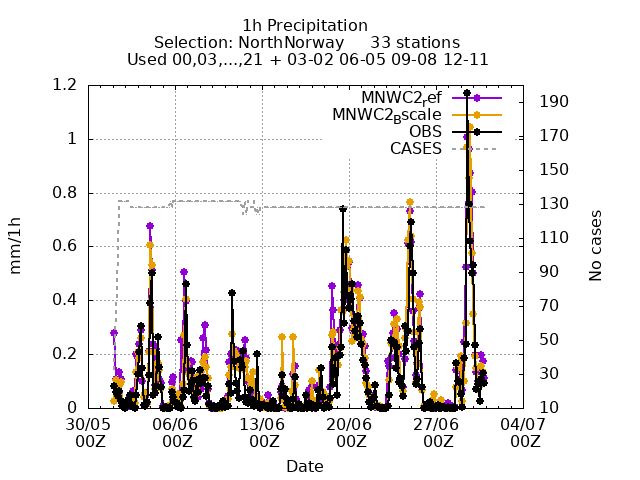 1h Precipitation
Selection: NorthNorway 33 stations
Used 00,03,...,21 + 03-02 06-05 09-08 12-11
MNWC2ref
MNWC2Bscale
OBS
CASES
1.2
1
0.8
0.6
0.4
0.2
0
190
170
150
130
110
90
70
50
30
10
mm/1h
No cases
30/05 06/06 13/06 20/06 27/06 04/07
00Z 00Z 00Z 00Z 00Z 00Z
Date